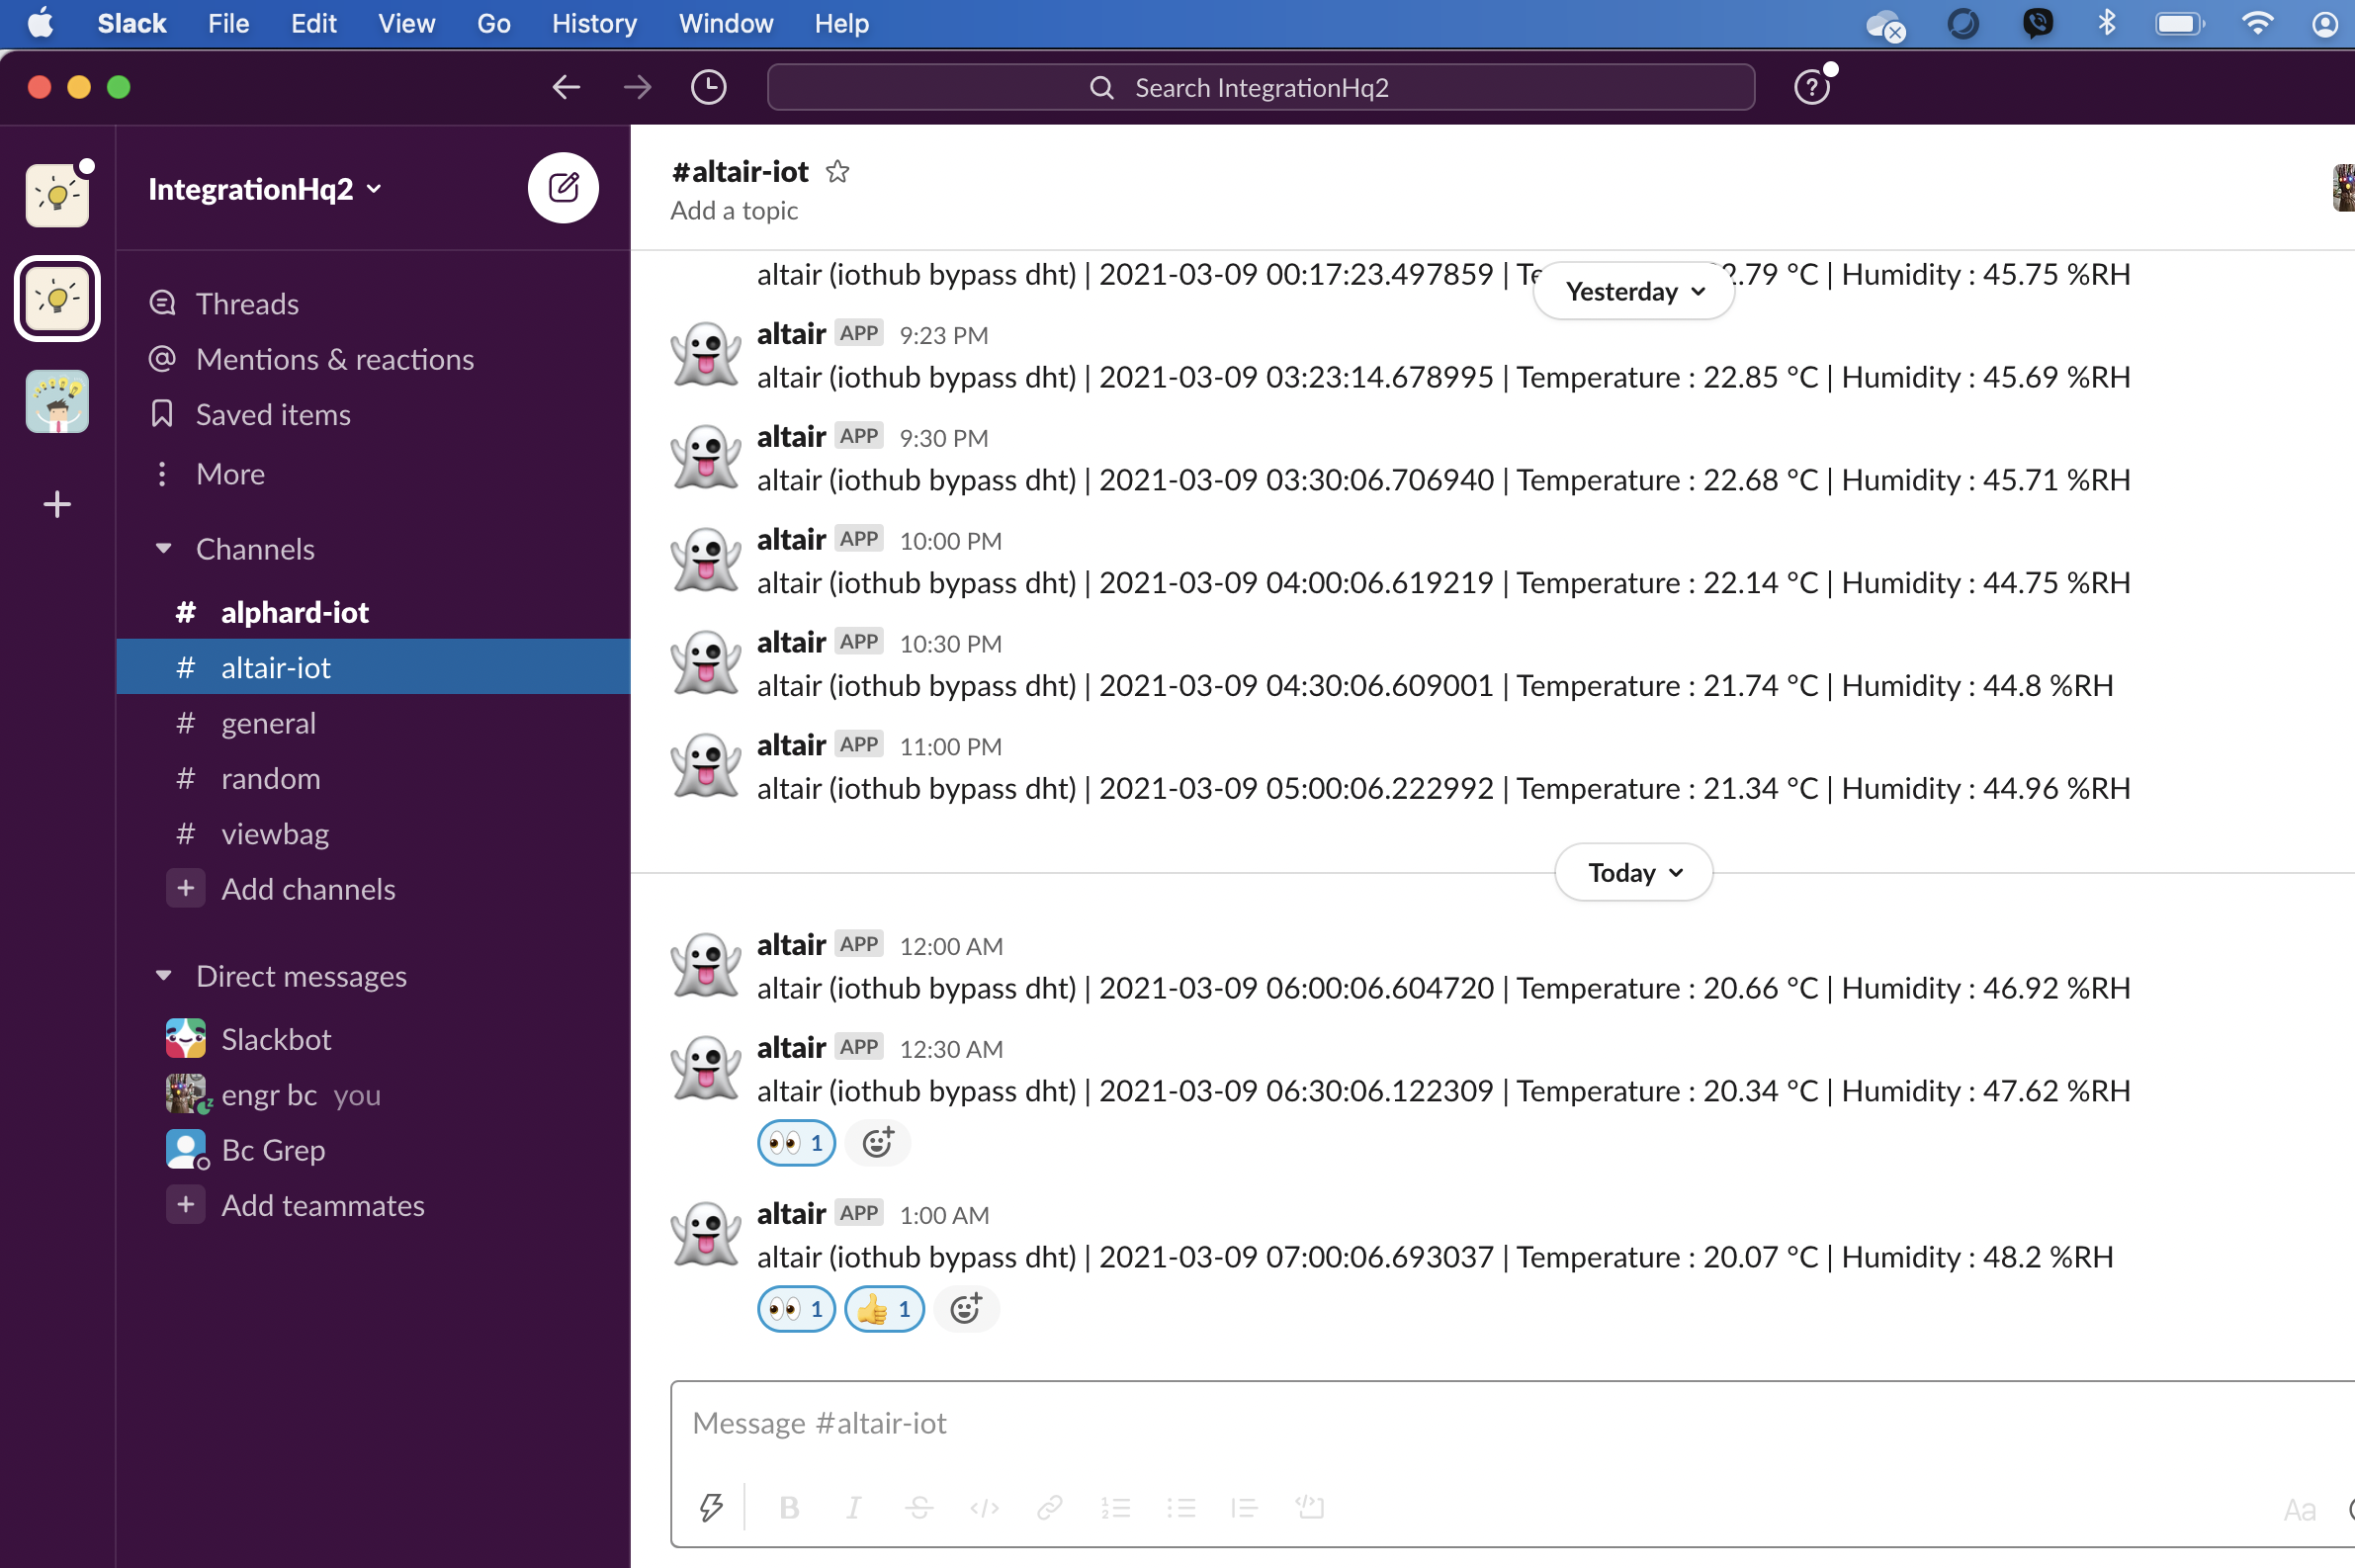 Slack File Edit View Go History Window Help
Search IntegrationHq2
IntegrationHq2
Threads
Mentions & reactions
Saved items
More
Channels
# alphard-iot
# altair-iot
# general
# random
# viewbag
+ Add channels
Direct messages
Slackbot
engr bc you
Bc Grep
+ Add teammates
#altair-iot
Add a topic
altair (iothub bypass dht) | 2021-03-09 00:17:23.497859 | Te 2.79 °C | Humidity : 45.75 %RH
Yesterday
altair APP 9:23 PM
altair (iothub bypass dht) | 2021-03-09 03:23:14.678995 | Temperature : 22.85 °C | Humidity : 45.69 %RH
altair APP 9:30 PM
altair (iothub bypass dht) | 2021-03-09 03:30:06.706940 | Temperature : 22.68 °C | Humidity : 45.71 %RH
altair APP 10:00 PM
altair (iothub bypass dht) | 2021-03-09 04:00:06.619219 | Temperature : 22.14 °C | Humidity : 44.75 %RH
altair APP 10:30 PM
altair (iothub bypass dht) | 2021-03-09 04:30:06.609001 | Temperature : 21.74 °C | Humidity : 44.8 %RH
altair APP 11:00 PM
altair (iothub bypass dht) | 2021-03-09 05:00:06.222992 | Temperature : 21.34 °C | Humidity : 44.96 %RH
Today
altair APP 12:00 AM
altair (iothub bypass dht) | 2021-03-09 06:00:06.604720 | Temperature : 20.66 °C | Humidity : 46.92 %RH
altair APP 12:30 AM
altair (iothub bypass dht) | 2021-03-09 06:30:06.122309 | Temperature : 20.34 °C | Humidity : 47.62 %RH
👀 1
altair APP 1:00 AM
altair (iothub bypass dht) | 2021-03-09 07:00:06.693037 | Temperature : 20.07 °C | Humidity : 48.2 %RH
👀 1 👍 1
Message #altair-iot
B I S </> Aa